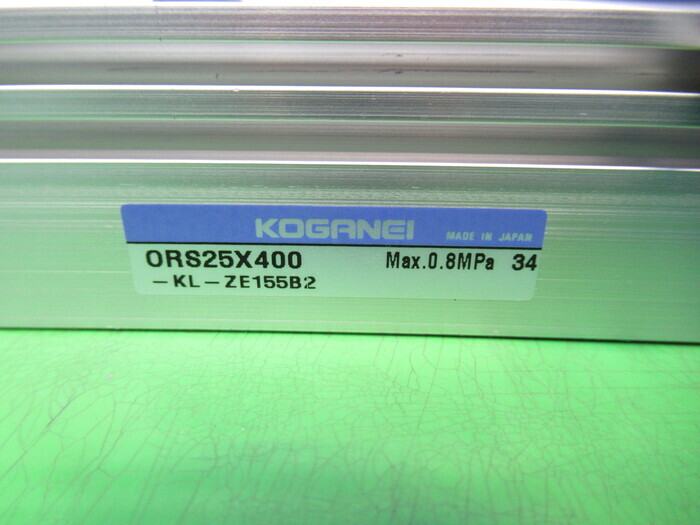 KOGANEI MADE IN JAPAN
ORS25X400 Max.0.8MPa 34
-KL-ZE155B2